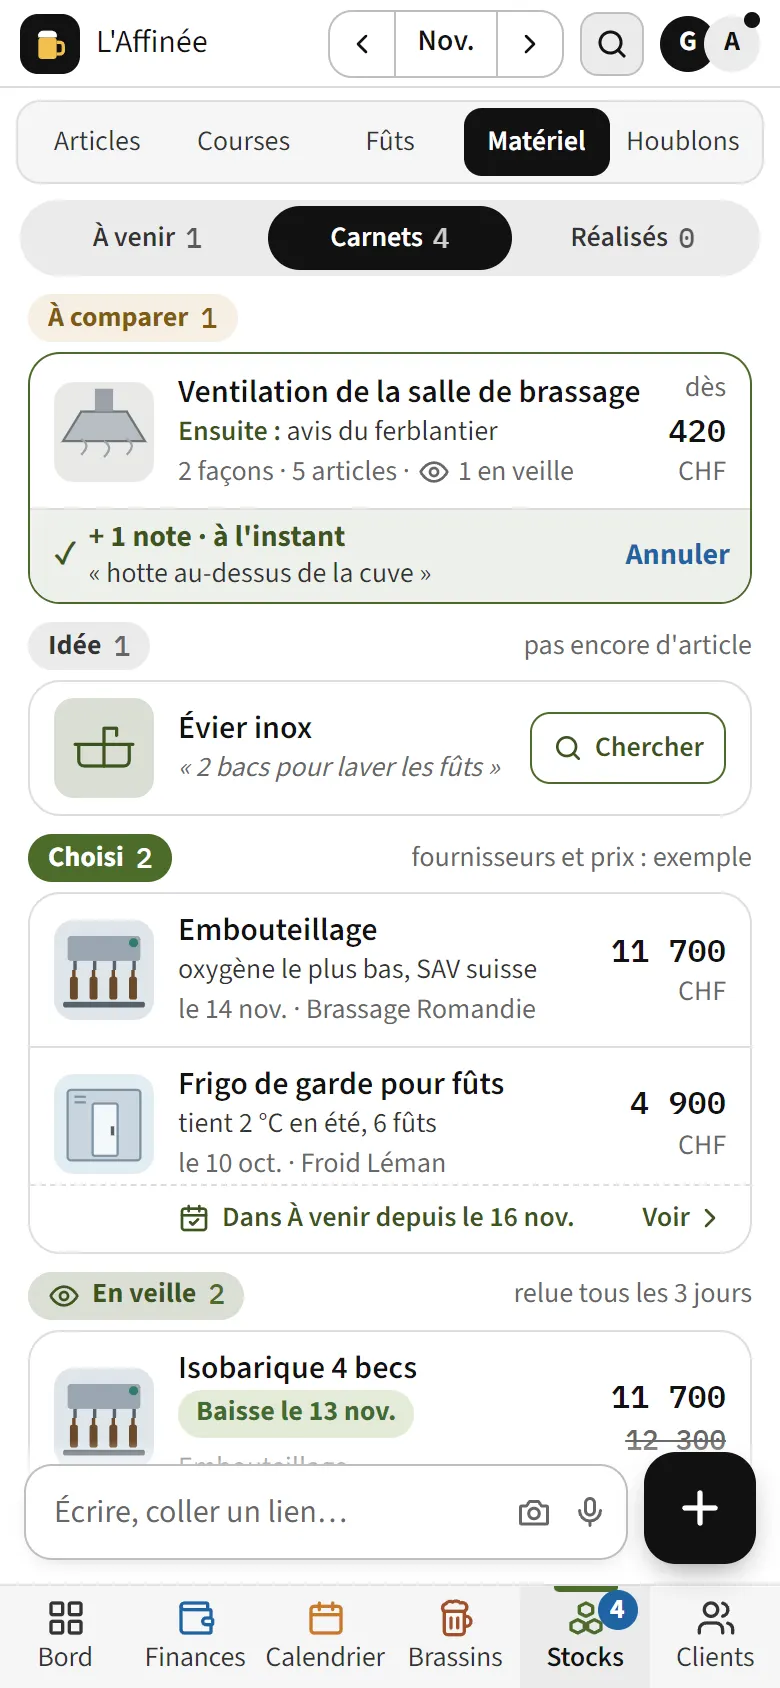 L'Affinée
Nov.
G
A
Articles
Courses
Fûts
Matériel
Houblons
À venir 1
Carnets 4
Réalisés 0
À comparer 1
Ventilation de la salle de brassage
dès
Ensuite : avis du ferblantier
420
2 façons · 5 articles · 1 en veille
CHF
✓ + 1 note · à l'instant
« hotte au-dessus de la cuve »
Annuler
Idée 1
pas encore d'article
Évier inox
« 2 bacs pour laver les fûts »
Chercher
Choisi 2
fournisseurs et prix : exemple
Embouteillage
oxygène le plus bas, SAV suisse
11 700
le 14 nov. · Brassage Romandie
CHF
Frigo de garde pour fûts
tient 2 °C en été, 6 fûts
4 900
le 10 oct. · Froid Léman
CHF
Dans À venir depuis le 16 nov.
Voir
En veille 2
relue tous les 3 jours
Isobarique 4 becs
11 700
Baisse le 13 nov.
12 300
Embouteillage
Écrire, coller un lien…
Bord
Finances
Calendrier
Brassins
4
Stocks
Clients